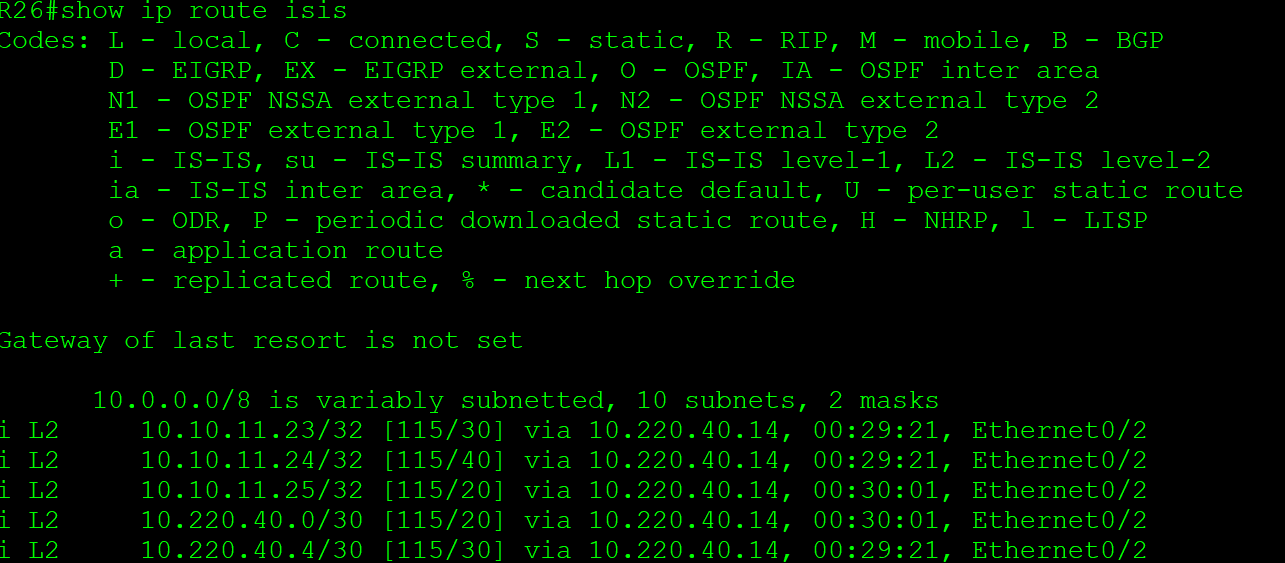 R26#show ip route isis
Codes: L - local, C - connected, S - static, R - RIP, M - mobile, B - BGP
       D - EIGRP, EX - EIGRP external, O - OSPF, IA - OSPF inter area
       N1 - OSPF NSSA external type 1, N2 - OSPF NSSA external type 2
       E1 - OSPF external type 1, E2 - OSPF external type 2
       i - IS-IS, su - IS-IS summary, L1 - IS-IS level-1, L2 - IS-IS level-2
       ia - IS-IS inter area, * - candidate default, U - per-user static route
       o - ODR, P - periodic downloaded static route, H - NHRP, l - LISP
       a - application route
       + - replicated route, % - next hop override
Gateway of last resort is not set
      10.0.0.0/8 is variably subnetted, 10 subnets, 2 masks
i L2     10.10.11.23/32 [115/30] via 10.220.40.14, 00:29:21, Ethernet0/2
i L2     10.10.11.24/32 [115/40] via 10.220.40.14, 00:29:21, Ethernet0/2
i L2     10.10.11.25/32 [115/20] via 10.220.40.14, 00:30:01, Ethernet0/2
i L2     10.220.40.0/30 [115/20] via 10.220.40.14, 00:30:01, Ethernet0/2
i L2     10.220.40.4/30 [115/30] via 10.220.40.14, 00:29:21, Ethernet0/2